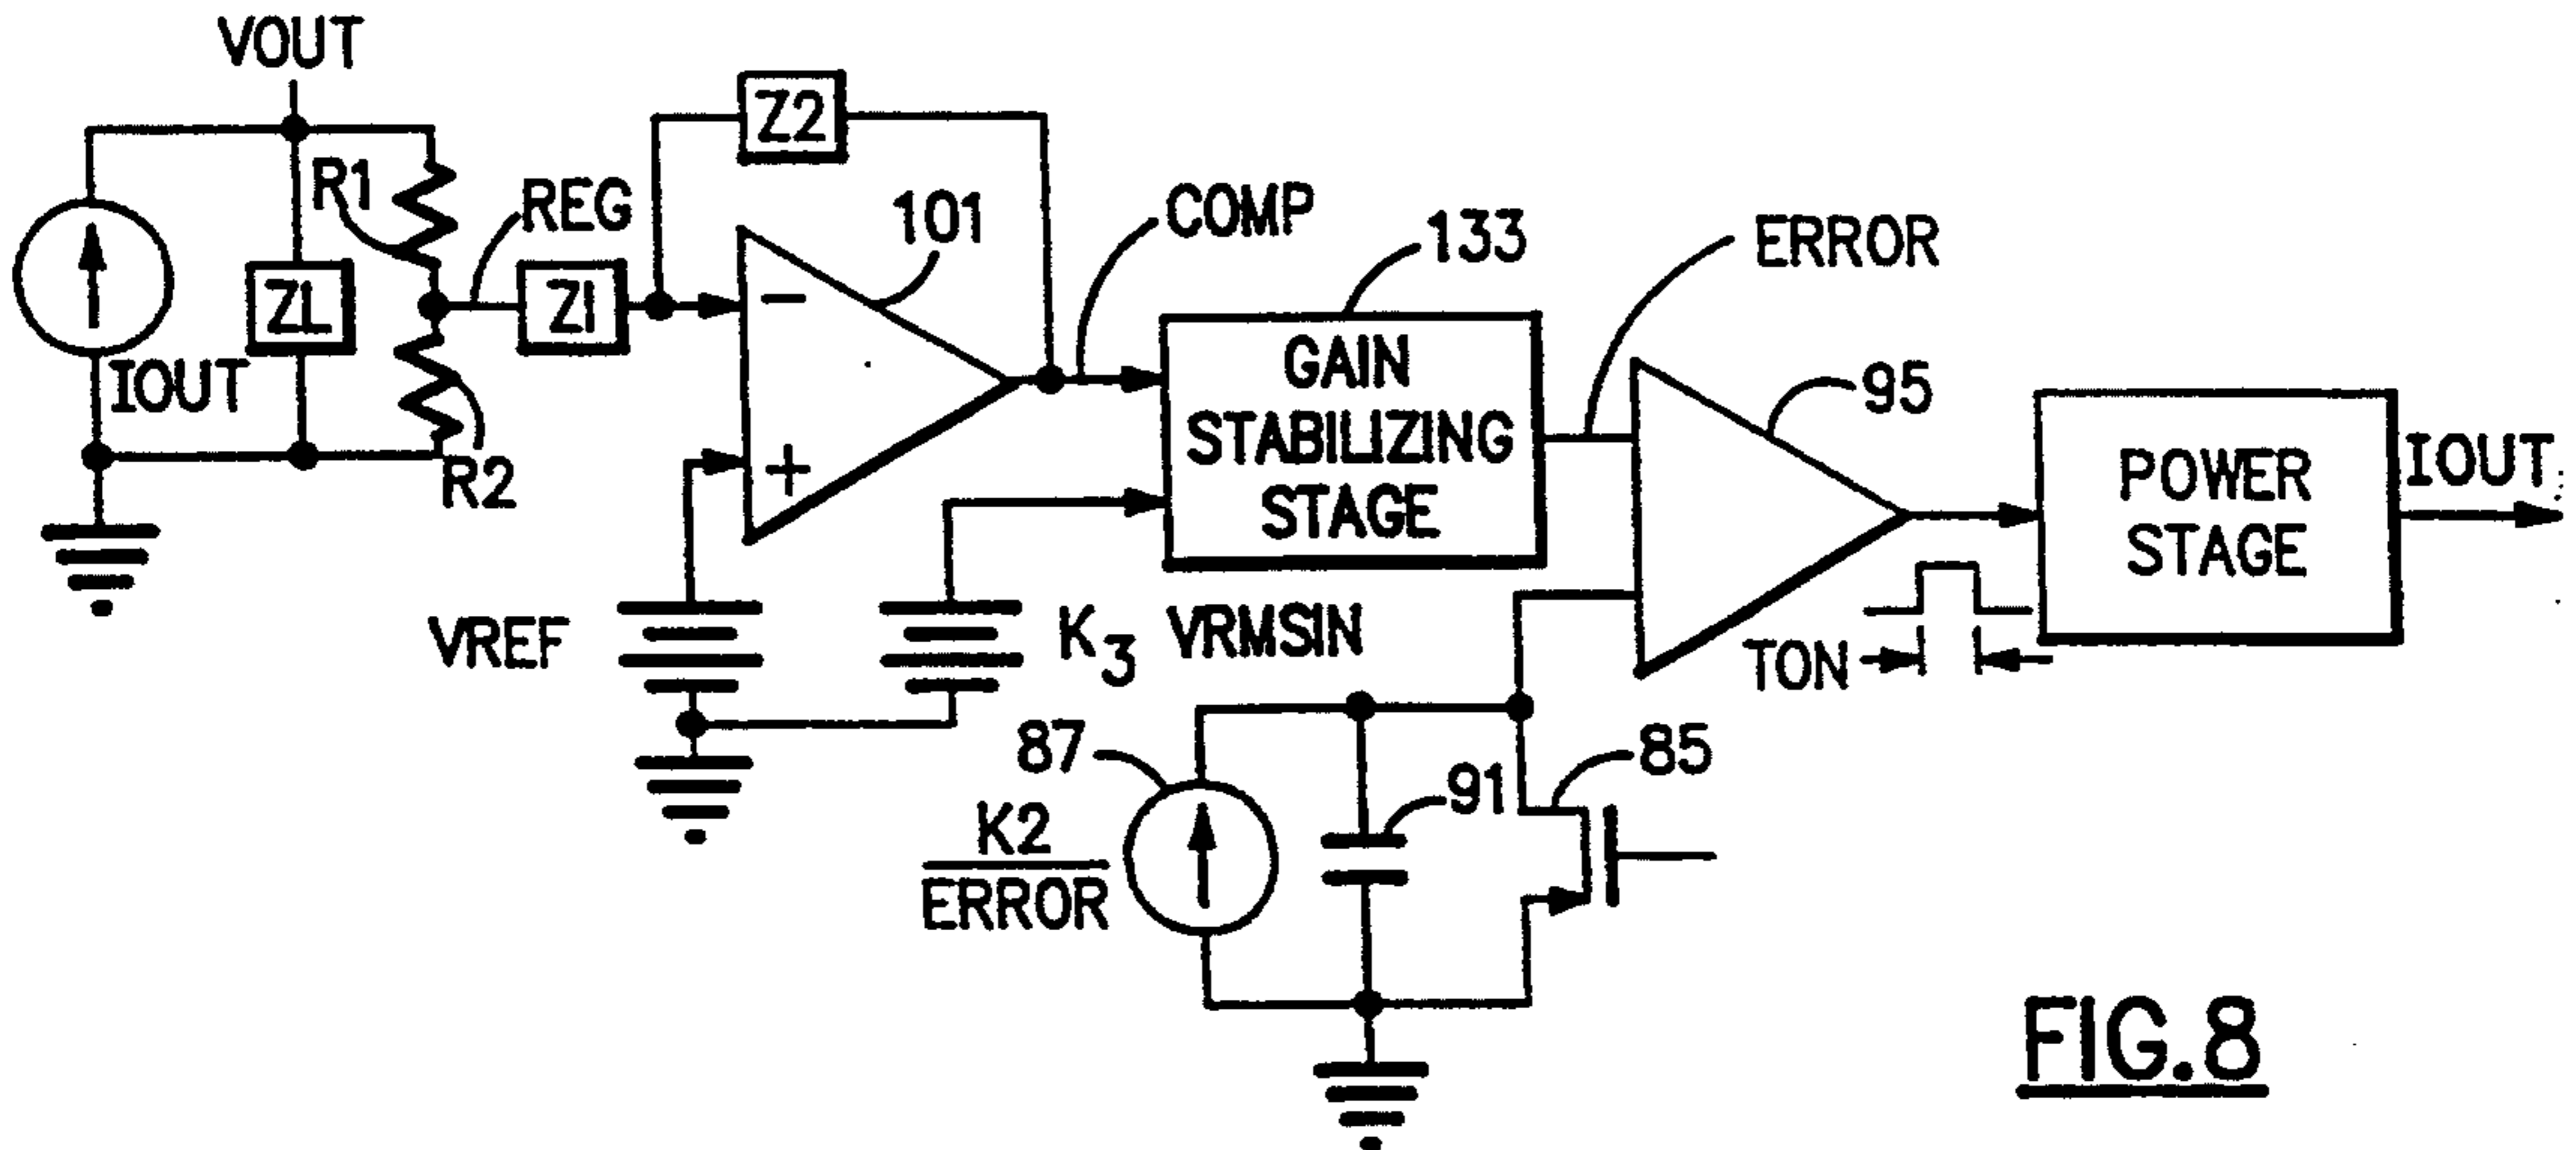 VOUT
Z2
R1
REG
101
COMP
133
ERROR
ZL
Z1
−
GAIN
STABILIZING
STAGE
95
IOUT
R2
+
POWER
STAGE
IOUT
VREF
K3 VRMSIN
TON
87
91
85
K2
ERROR
FIG.8